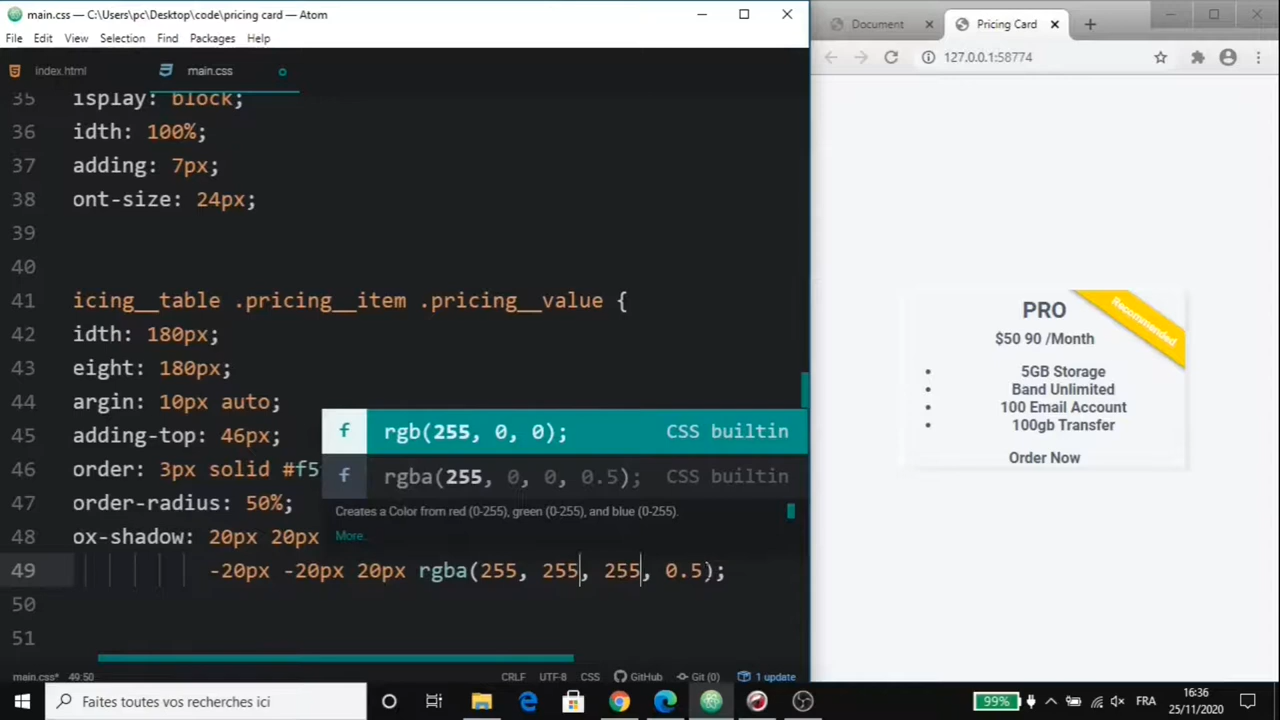 main.css — C:\Users\pc\Desktop\code\pricing card — Atom
File Edit View Selection Find Packages Help
index.html main.css
35 isplay: block;
36 idth: 100%;
37 adding: 7px;
38 ont-size: 24px;
39
40
41 icing__table .pricing__item .pricing__value {
42 idth: 180px;
43 eight: 180px;
44 argin: 10px auto;
45 adding-top: 46px;
46 order: 3px solid #f5
47 order-radius: 50%;
48 ox-shadow: 20px 20px
49 -20px -20px 20px rgba(255, 255, 255, 0.5);
50
51
f rgb(255, 0, 0); CSS builtin
f rgba(255, 0, 0, 0.5); CSS builtin
Creates a Color from red (0-255), green (0-255), and blue (0-255).
More..
main.css* 49:50 CRLF UTF-8 CSS GitHub Git (0) 1 update
Document Pricing Card
127.0.0.1:58774
Recommended
PRO
$50 90 /Month
• 5GB Storage
• Band Unlimited
• 100 Email Account
• 100gb Transfer
Order Now
Faites toutes vos recherches ici
99% FRA 16:36
25/11/2020